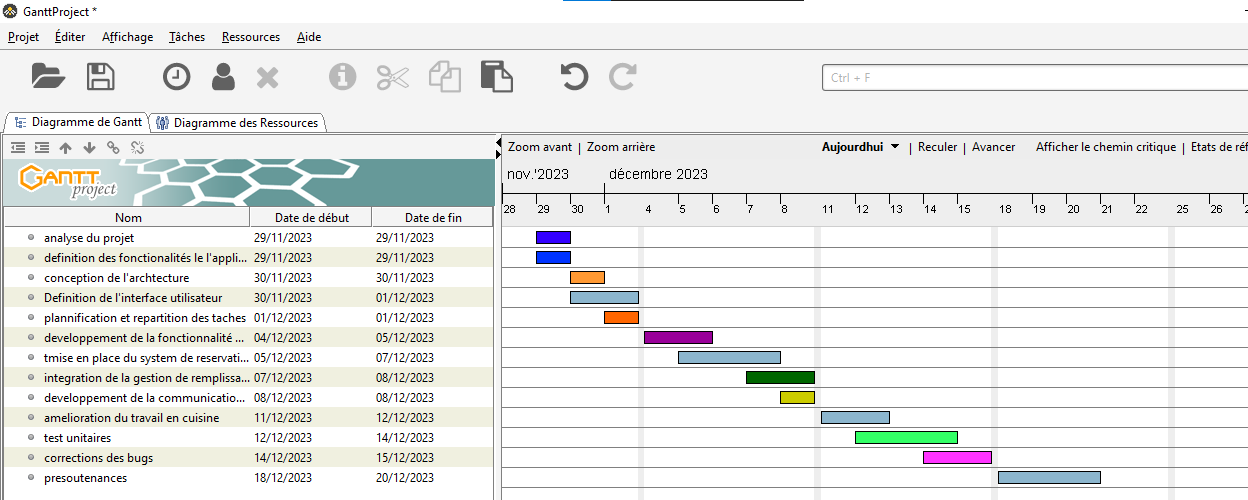 GanttProject *
Projet Éditer Affichage Tâches Ressources Aide
Ctrl + F
Diagramme de Gantt Diagramme des Ressources
Zoom avant | Zoom arrière Aujourd'hui | Reculer | Avancer Afficher le chemin critique | Etats de réf
GANTT project
nov.'2023 décembre 2023
Nom Date de début Date de fin 28 29 30 1 4 5 6 7 8 11 12 13 14 15 18 19 20 21 22 25 26 2
analyse du projet 29/11/2023 29/11/2023
definition des fonctionalités le l'appli... 29/11/2023 29/11/2023
conception de l'archtecture 30/11/2023 30/11/2023
Definition de l'interface utilisateur 30/11/2023 01/12/2023
plannification et repartition des taches 01/12/2023 01/12/2023
developpement de la fonctionnalité ... 04/12/2023 05/12/2023
tmise en place du system de reservati... 05/12/2023 07/12/2023
integration de la gestion de remplissa... 07/12/2023 08/12/2023
developpement de la communicatio... 08/12/2023 08/12/2023
amelioration du travail en cuisine 11/12/2023 12/12/2023
test unitaires 12/12/2023 14/12/2023
corrections des bugs 14/12/2023 15/12/2023
presoutenances 18/12/2023 20/12/2023